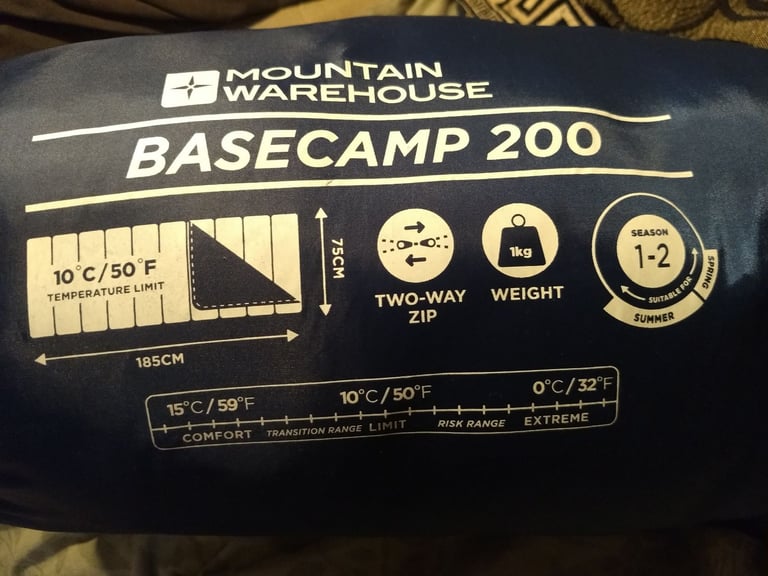 MOUNTAIN
WAREHOUSE
BASECAMP 200
10°C/50°F
TEMPERATURE LIMIT
75CM
185CM
TWO-WAY
ZIP
1kg
WEIGHT
SEASON
1-2
SUITABLE FOR
SPRING
SUMMER
15°C/59°F 10°C/50°F 0°C/32°F
COMFORT TRANSITION RANGE LIMIT RISK RANGE EXTREME